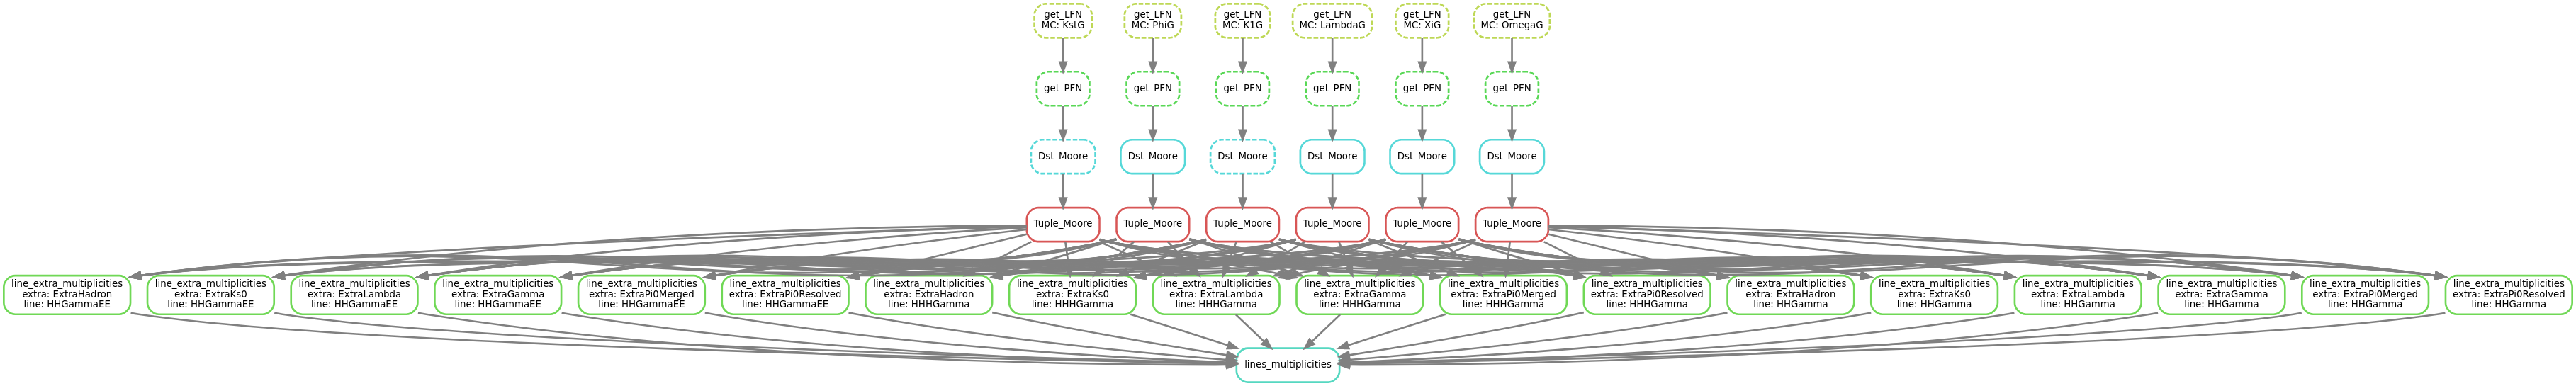 get_LFN
MC: KstG
get_LFN
MC: PhiG
get_LFN
MC: K1G
get_LFN
MC: LambdaG
get_LFN
MC: XiG
get_LFN
MC: OmegaG
get_PFN
get_PFN
get_PFN
get_PFN
get_PFN
get_PFN
Dst_Moore
Dst_Moore
Dst_Moore
Dst_Moore
Dst_Moore
Dst_Moore
Tuple_Moore
Tuple_Moore
Tuple_Moore
Tuple_Moore
Tuple_Moore
Tuple_Moore
line_extra_multiplicities
extra: ExtraHadron
line: HHGammaEE
line_extra_multiplicities
extra: ExtraKs0
line: HHGammaEE
line_extra_multiplicities
extra: ExtraLambda
line: HHGammaEE
line_extra_multiplicities
extra: ExtraGamma
line: HHGammaEE
line_extra_multiplicities
extra: ExtraPi0Merged
line: HHGammaEE
line_extra_multiplicities
extra: ExtraPi0Resolved
line: HHGammaEE
line_extra_multiplicities
extra: ExtraHadron
line: HHHGamma
line_extra_multiplicities
extra: ExtraKs0
line: HHHGamma
line_extra_multiplicities
extra: ExtraLambda
line: HHHGamma
line_extra_multiplicities
extra: ExtraGamma
line: HHHGamma
line_extra_multiplicities
extra: ExtraPi0Merged
line: HHHGamma
line_extra_multiplicities
extra: ExtraPi0Resolved
line: HHHGamma
line_extra_multiplicities
extra: ExtraHadron
line: HHGamma
line_extra_multiplicities
extra: ExtraKs0
line: HHGamma
line_extra_multiplicities
extra: ExtraLambda
line: HHGamma
line_extra_multiplicities
extra: ExtraGamma
line: HHGamma
line_extra_multiplicities
extra: ExtraPi0Merged
line: HHGamma
line_extra_multiplicities
extra: ExtraPi0Resolved
line: HHGamma
lines_multiplicities